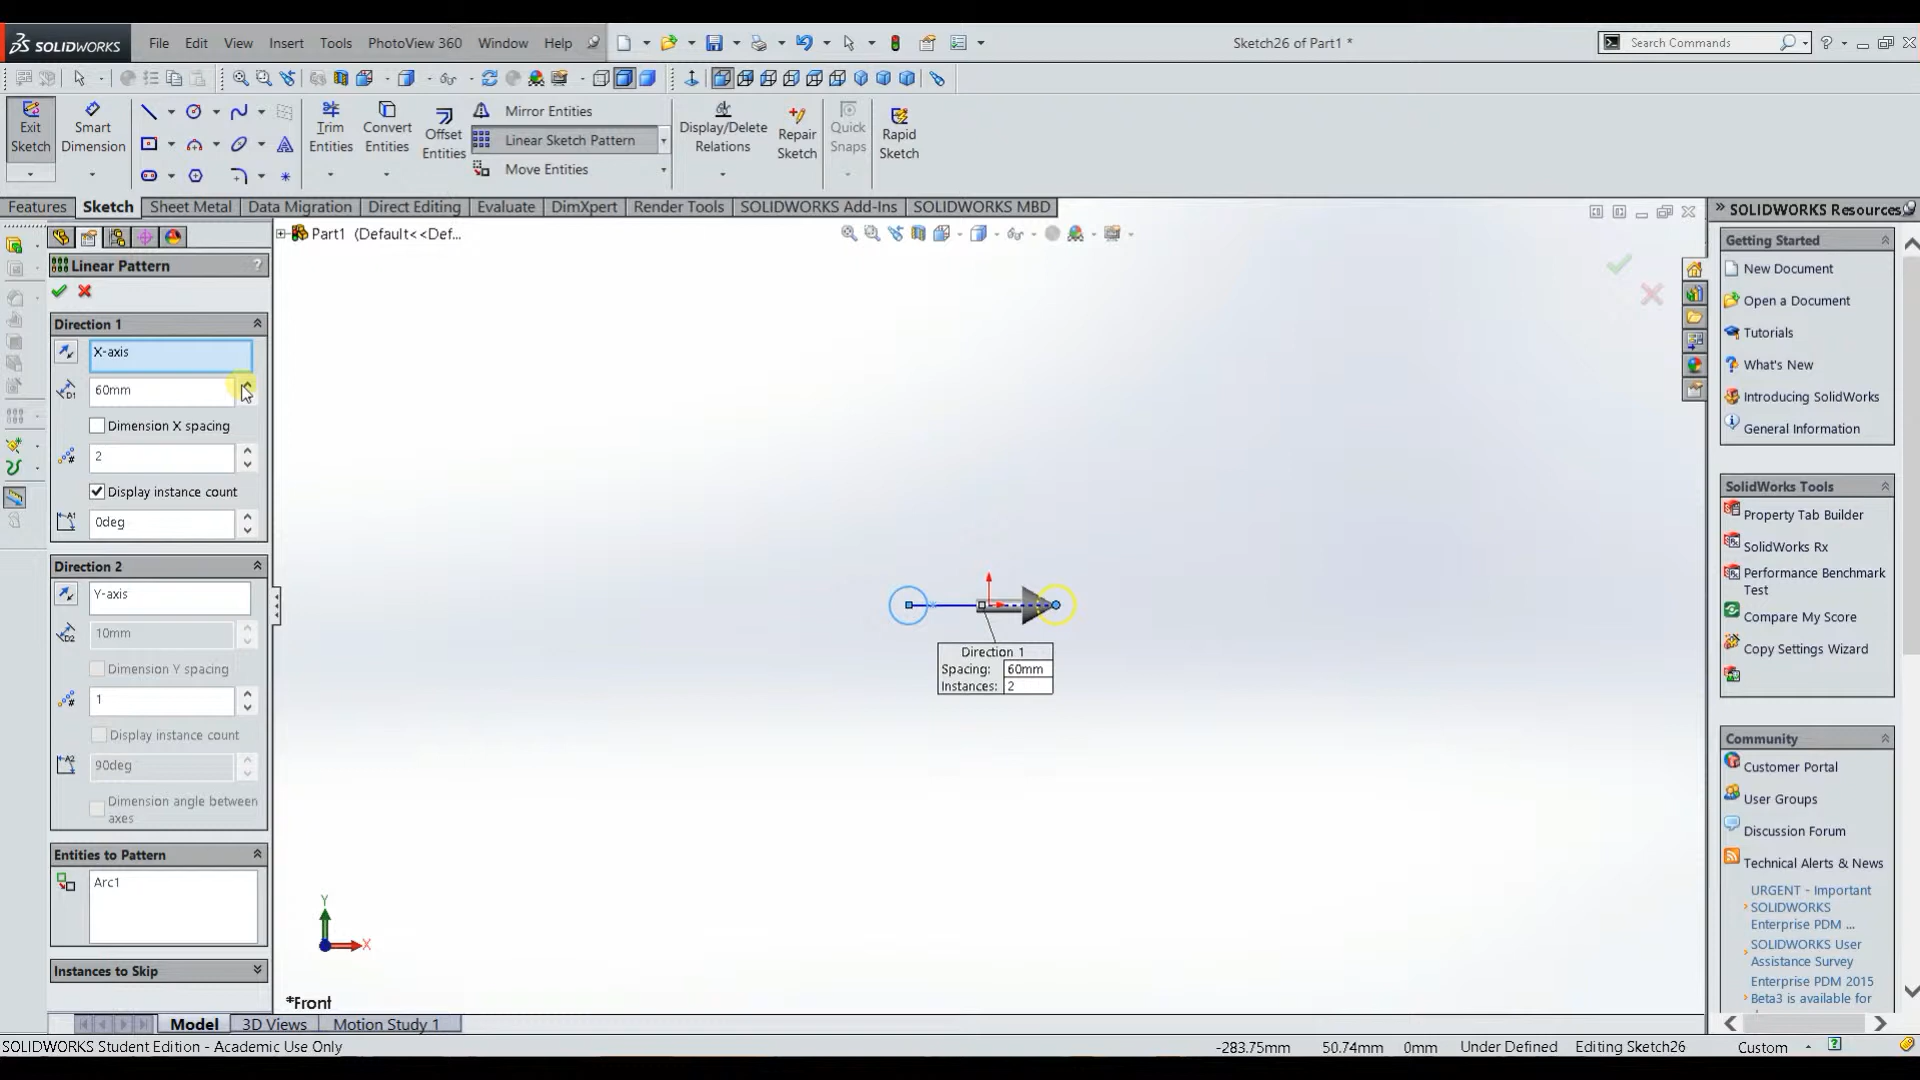 SOLIDWORKS File Edit View Insert Tools PhotoView 360 Window Help Sketch26 of Part1 * Search Commands ?
Exit Sketch
Smart Dimension
Trim Entities
Convert Entities
Offset Entities
Mirror Entities
Linear Sketch Pattern
Move Entities
Display/Delete Relations
Repair Sketch
Quick Snaps
Rapid Sketch
Features Sketch Sheet Metal Data Migration Direct Editing Evaluate DimXpert Render Tools SOLIDWORKS Add-Ins SOLIDWORKS MBD
Part1 (Default<<Def...
Linear Pattern ?
Direction 1
X-axis
D1 60mm
Dimension X spacing
# 2
Display instance count
A1 0deg
Direction 2
Y-axis
D2 10mm
Dimension Y spacing
# 1
Display instance count
A2 90deg
Dimension angle between
axes
Entities to Pattern
Arc1
Instances to Skip
Direction 1
Spacing: 60mm
Instances: 2
Y
X
*Front
SOLIDWORKS Resources
Getting Started
New Document
Open a Document
Tutorials
What's New
Introducing SolidWorks
General Information
SolidWorks Tools
Property Tab Builder
SolidWorks Rx
Performance Benchmark
Test
Compare My Score
Copy Settings Wizard
Community
Customer Portal
User Groups
Discussion Forum
Technical Alerts & News
URGENT - Important
SOLIDWORKS
Enterprise PDM ...
SOLIDWORKS User
Assistance Survey
Enterprise PDM 2015
Beta3 is available for
Model 3D Views Motion Study 1
SOLIDWORKS Student Edition - Academic Use Only -283.75mm 50.74mm 0mm Under Defined Editing Sketch26 Custom ?